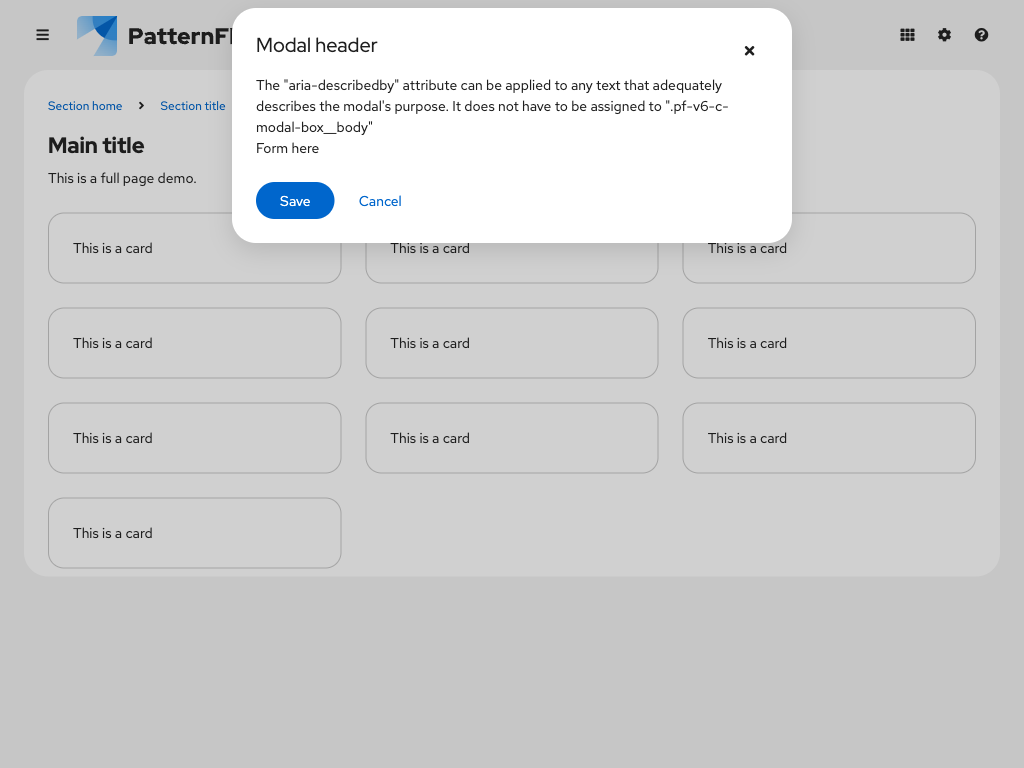 PatternFl
Modal header
The "aria-describedby" attribute can be applied to any text that adequately
describes the modal's purpose. It does not have to be assigned to ".pf-v6-c-
modal-box__body"
Form here
Save Cancel
Section home Section title
Main title
This is a full page demo.
This is a card This is a card This is a card
This is a card This is a card This is a card
This is a card This is a card This is a card
This is a card